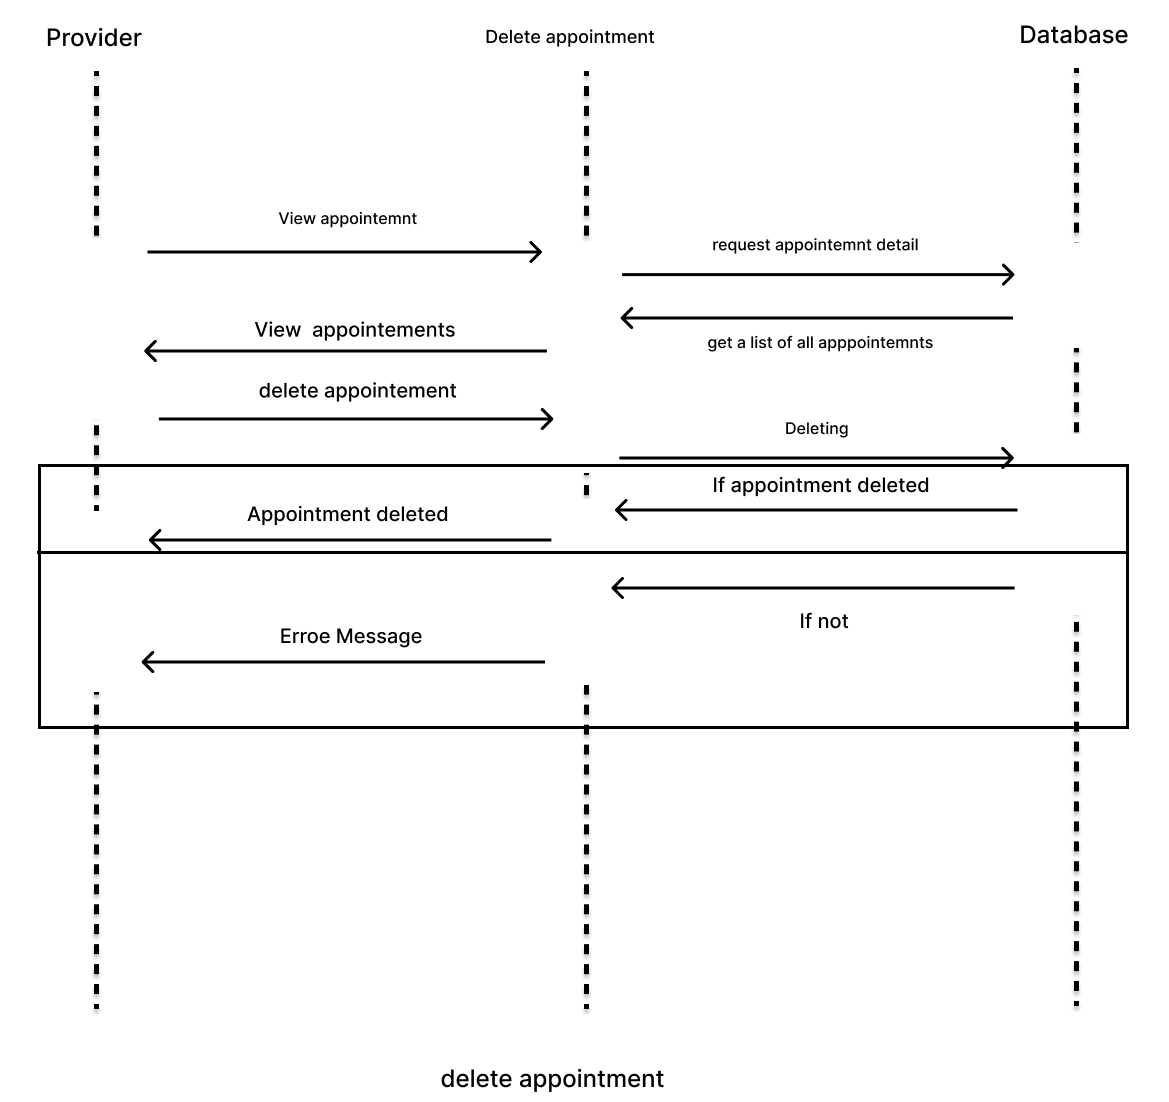 Provider
Delete appointment
Database
View appointemnt
request appointemnt detail
View  appointements
get a list of all apppointemnts
delete appointement
Deleting
If appointment deleted
Appointment deleted
If not
Erroe Message
delete appointment